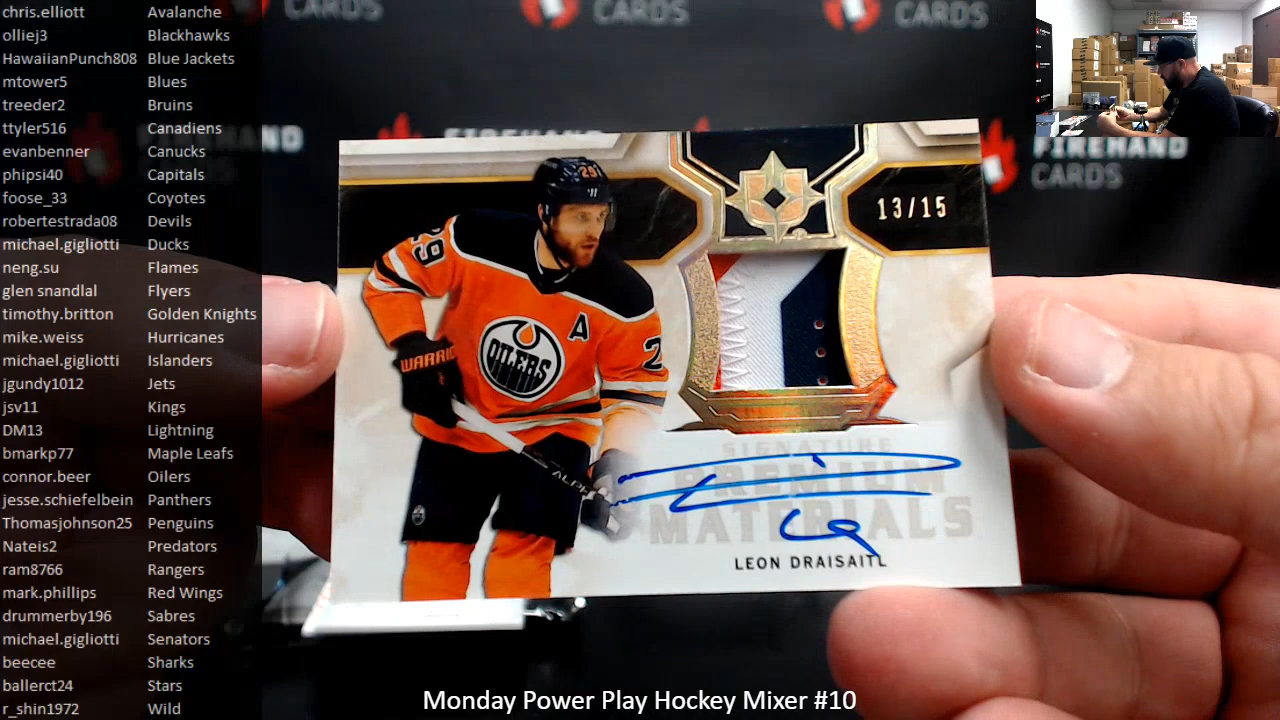 chris.elliott Avalanche
olliej3 Blackhawks
HawaiianPunch808 Blue Jackets
mtower5 Blues
treeder2 Bruins
ttyler516 Canadiens
evanbenner Canucks
phipsi40 Capitals
foose_33 Coyotes
robertestrada08 Devils
michael.gigliotti Ducks
neng.su Flames
glen snandlal Flyers
timothy.britton Golden Knights
mike.weiss Hurricanes
michael.gigliotti Islanders
jgundy1012 Jets
jsv11 Kings
DM13 Lightning
bmarkp77 Maple Leafs
connor.beer Oilers
jesse.schiefelbein Panthers
Thomasjohnson25 Penguins
Nateis2 Predators
ram8766 Rangers
mark.phillips Red Wings
drummerby196 Sabres
michael.gigliotti Senators
beecee Sharks
ballerct24 Stars
r_shin1972 Wild
CARDS
CARDS
CARDS
FIREHAND
CARDS
13/15
29
29
A
OILERS
WARRIO
ALPH
SIGNATURE
PREMIUM
MATERIALS
LEON DRAISAITL
Monday Power Play Hockey Mixer #10